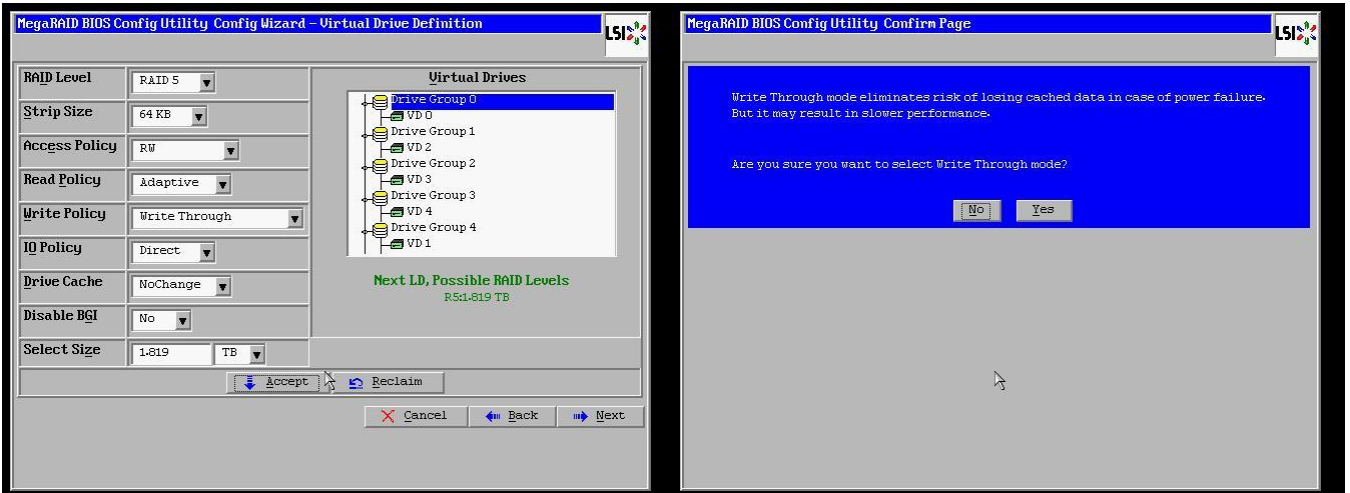 MegaRAID BIOS Config Utility Config Wizard - Virtual Drive Definition
LSI
RAID Level
RAID 5
Strip Size
64 KB
Access Policy
RW
Read Policy
Adaptive
Write Policy
Write Through
IO Policy
Direct
Drive Cache
NoChange
Disable BGI
No
Select Size
1.819
TB
Virtual Drives
Drive Group 0
VD 0
Drive Group 1
VD 2
Drive Group 2
VD 3
Drive Group 3
VD 4
Drive Group 4
VD 1
Next LD, Possible RAID Levels
R5:1.819 TB
Accept
Reclaim
Cancel
Back
Next
MegaRAID BIOS Config Utility Confirm Page
LSI
Write Through mode eliminates risk of losing cached data in case of power failure.
But it may result in slower performance.
Are you sure you want to select Write Through mode?
No
Yes